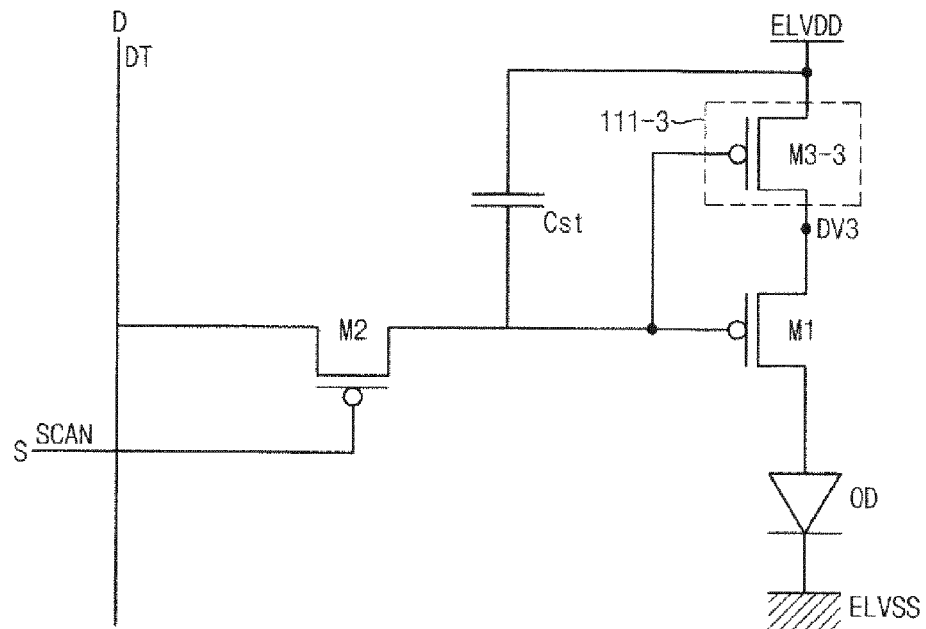 D
DT
ELVDD
111-3
M3-3
Cst
DV3
M2
M1
S
SCAN
OD
ELVSS